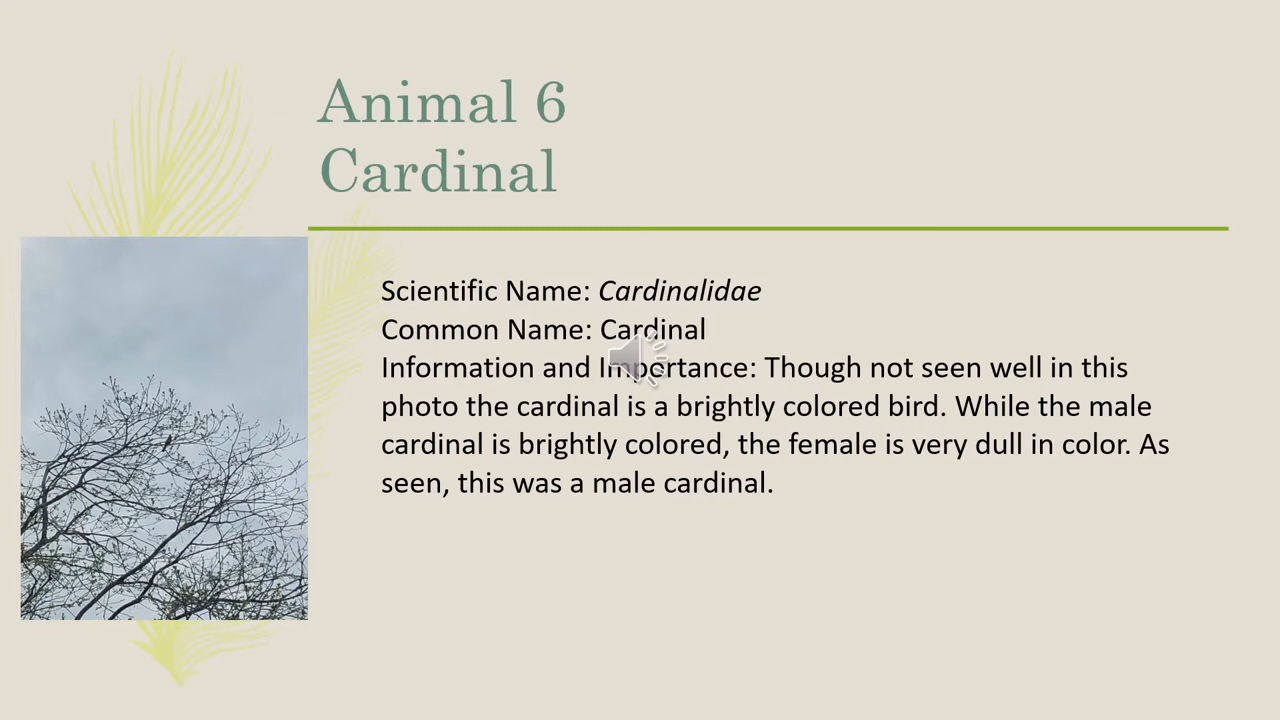 Animal 6
Cardinal
Scientific Name: Cardinalidae
Common Name: Cardinal
Information and Importance: Though not seen well in this
photo the cardinal is a brightly colored bird. While the male
cardinal is brightly colored, the female is very dull in color. As
seen, this was a male cardinal.